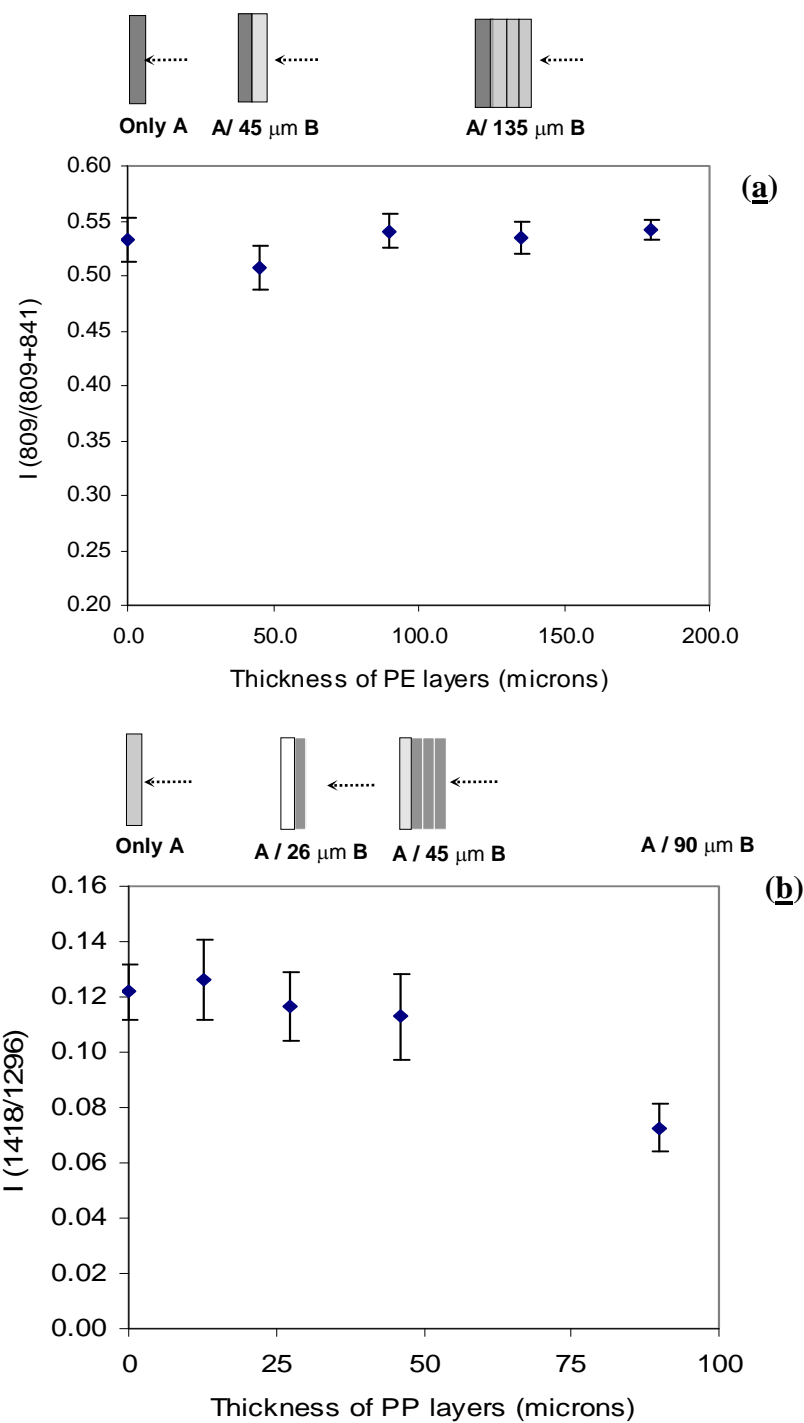 Only A A/ 45 μm B A/ 135 μm B
(a)
0.60
0.55
0.50
0.45
0.40
0.35
0.30
0.25
0.20
I (809/(809+841)
0.0 50.0 100.0 150.0 200.0
Thickness of PE layers (microns)
Only A A / 26 μm B A / 45 μm B A / 90 μm B
(b)
0.16
0.14
0.12
0.10
0.08
0.06
0.04
0.02
0.00
I (1418/1296)
0 25 50 75 100
Thickness of PP layers (microns)